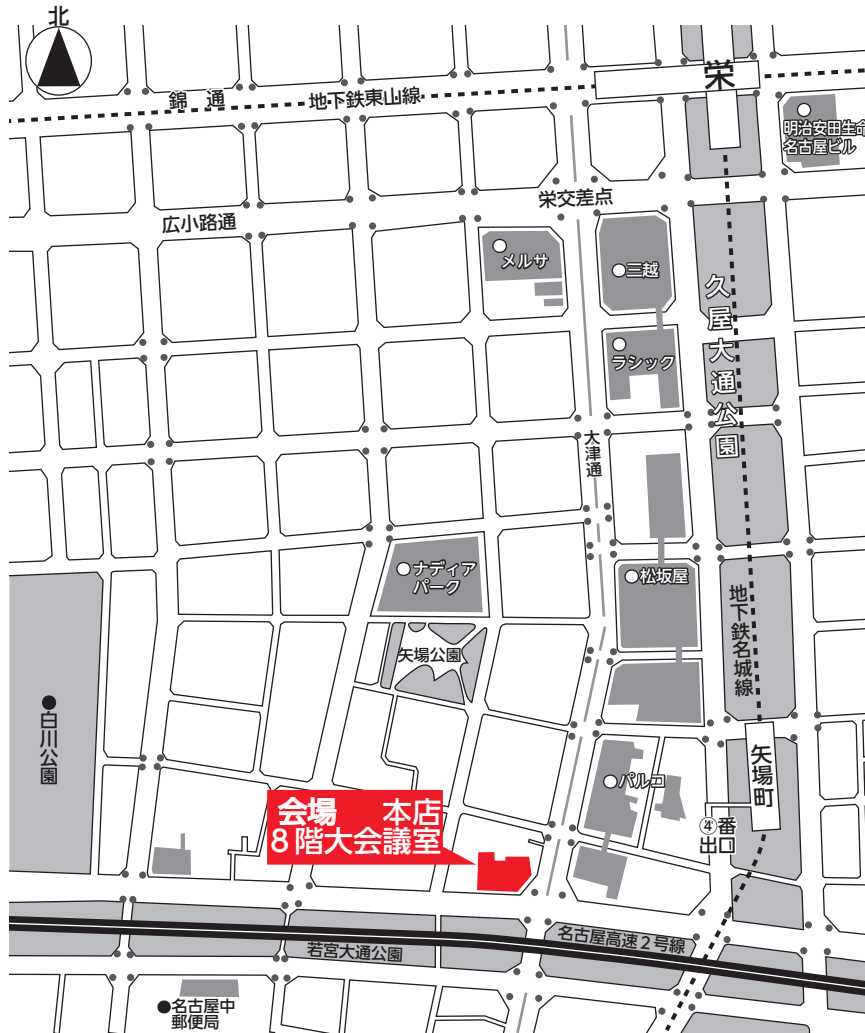 北
栄
錦通
地下鉄東山線
明治安田生命
名古屋ビル
栄交差点
広小路通
メルサ
三越
久屋大通公園
ラシック
大津通
ナディア
パーク
松坂屋
地下鉄名城線
矢場公園
白川公園
矢場町
パルコ
会場 本店
8階大会議室
④番
出口
名古屋高速2号線
若宮大通公園
名古屋中
郵便局